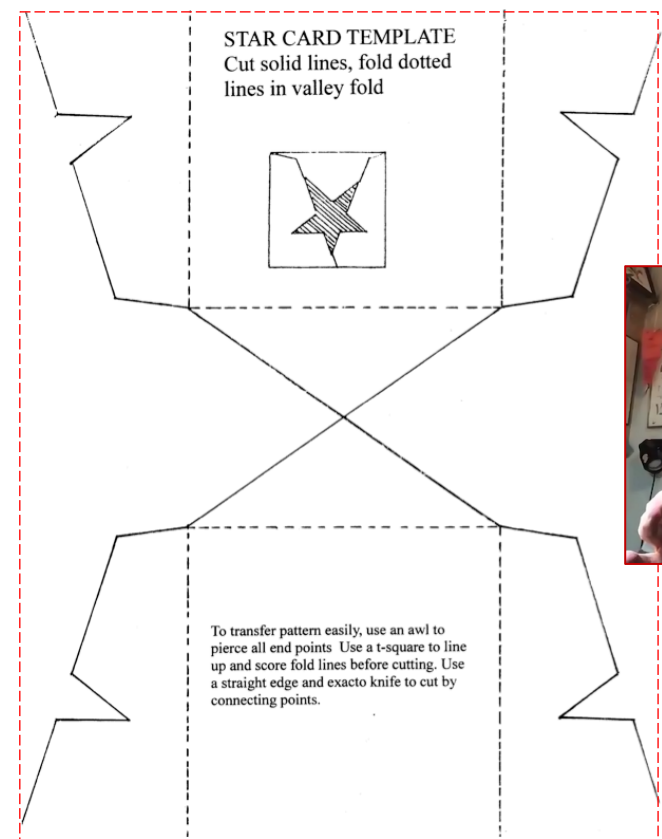 STAR CARD TEMPLATE
Cut solid lines, fold dotted
lines in valley fold
To transfer pattern easily, use an awl to
pierce all end points  Use a t-square to line
up and score fold lines before cutting. Use
a straight edge and exacto knife to cut by
connecting points.